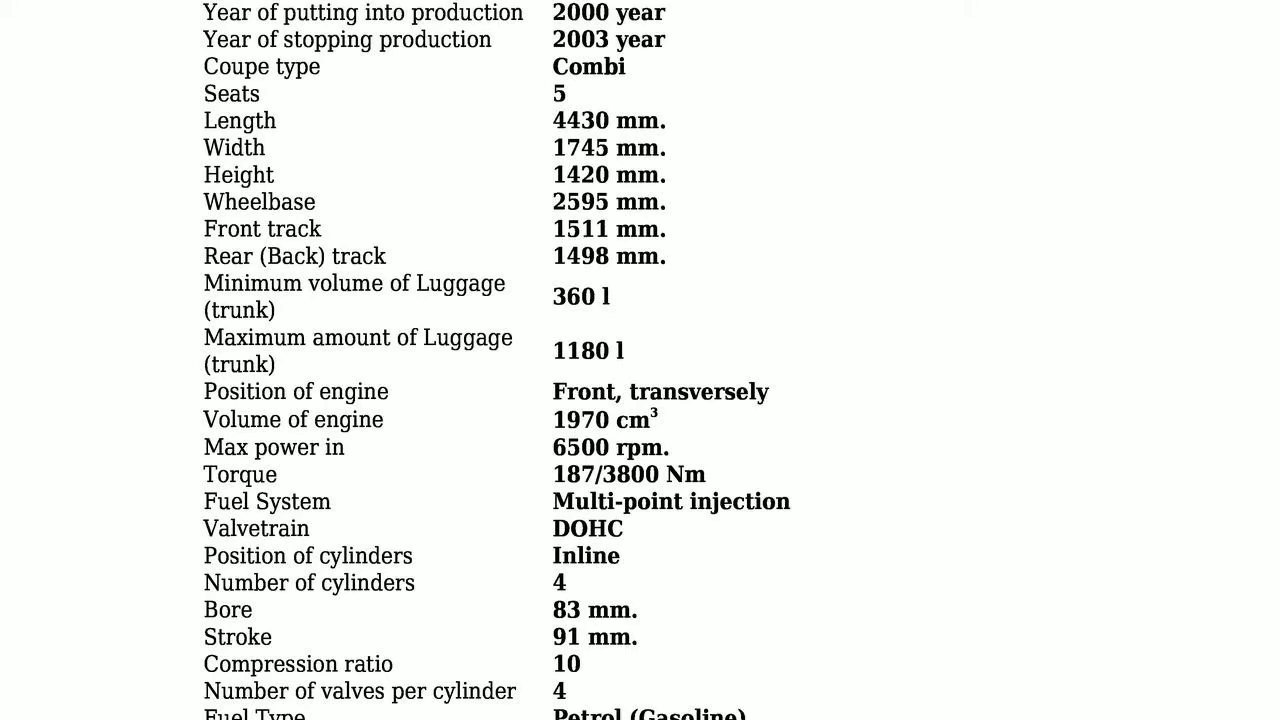 Year of putting into production 2000 year
Year of stopping production 2003 year
Coupe type Combi
Seats 5
Length 4430 mm.
Width 1745 mm.
Height 1420 mm.
Wheelbase 2595 mm.
Front track 1511 mm.
Rear (Back) track 1498 mm.
Minimum volume of Luggage
(trunk)
360 l
Maximum amount of Luggage
(trunk)
1180 l
Position of engine Front, transversely
Volume of engine 1970 cm³
Max power in 6500 rpm.
Torque 187/3800 Nm
Fuel System Multi-point injection
Valvetrain DOHC
Position of cylinders Inline
Number of cylinders 4
Bore 83 mm.
Stroke 91 mm.
Compression ratio 10
Number of valves per cylinder 4
Fuel Type Petrol (Gasoline)